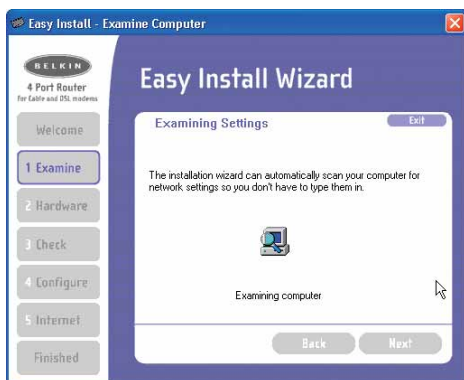 Easy Install - Examine Computer
BELKIN
4 Port Router
For Cable and DSL modems
Easy Install Wizard
Welcome
1 Examine
2 Hardware
3 Check
4 Configure
5 Internet
Finished
Examining Settings
Exit
The installation wizard can automatically scan your computer for
network settings so you don't have to type them in.
Examining computer
Back
Next